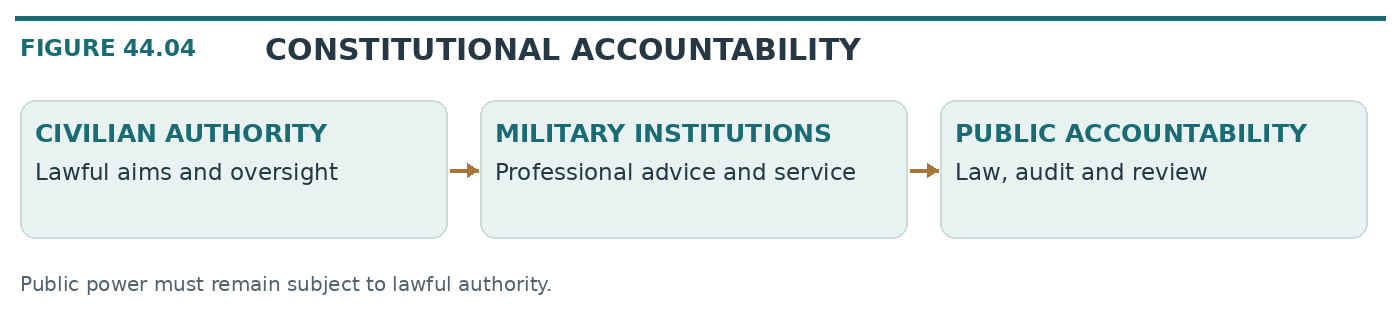 FIGURE 44.04
CONSTITUTIONAL ACCOUNTABILITY
CIVILIAN AUTHORITY
Lawful aims and oversight
MILITARY INSTITUTIONS
Professional advice and service
PUBLIC ACCOUNTABILITY
Law, audit and review
Public power must remain subject to lawful authority.